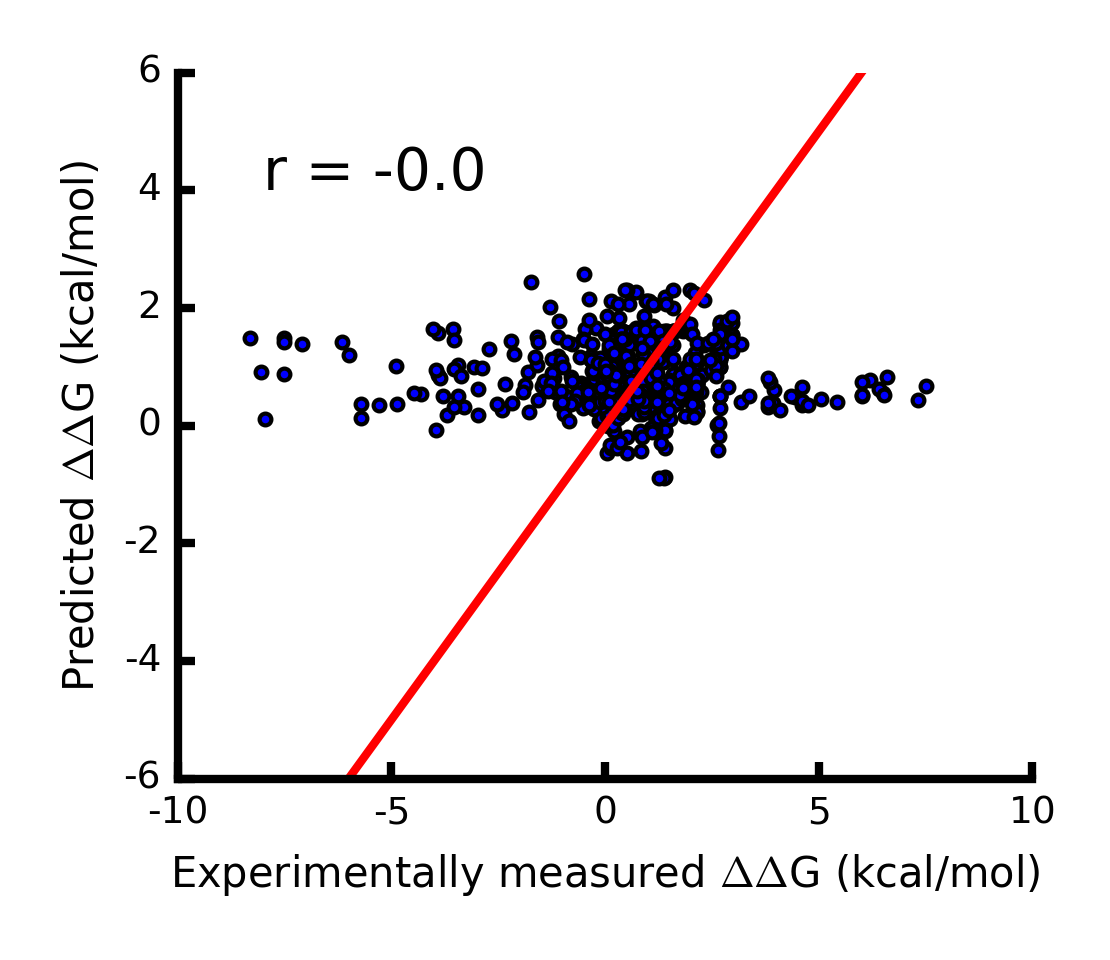 6
4
2
0
-2
-4
-6
r = -0.0
Predicted ΔΔG (kcal/mol)
-10 -5 0 5 10
Experimentally measured ΔΔG (kcal/mol)